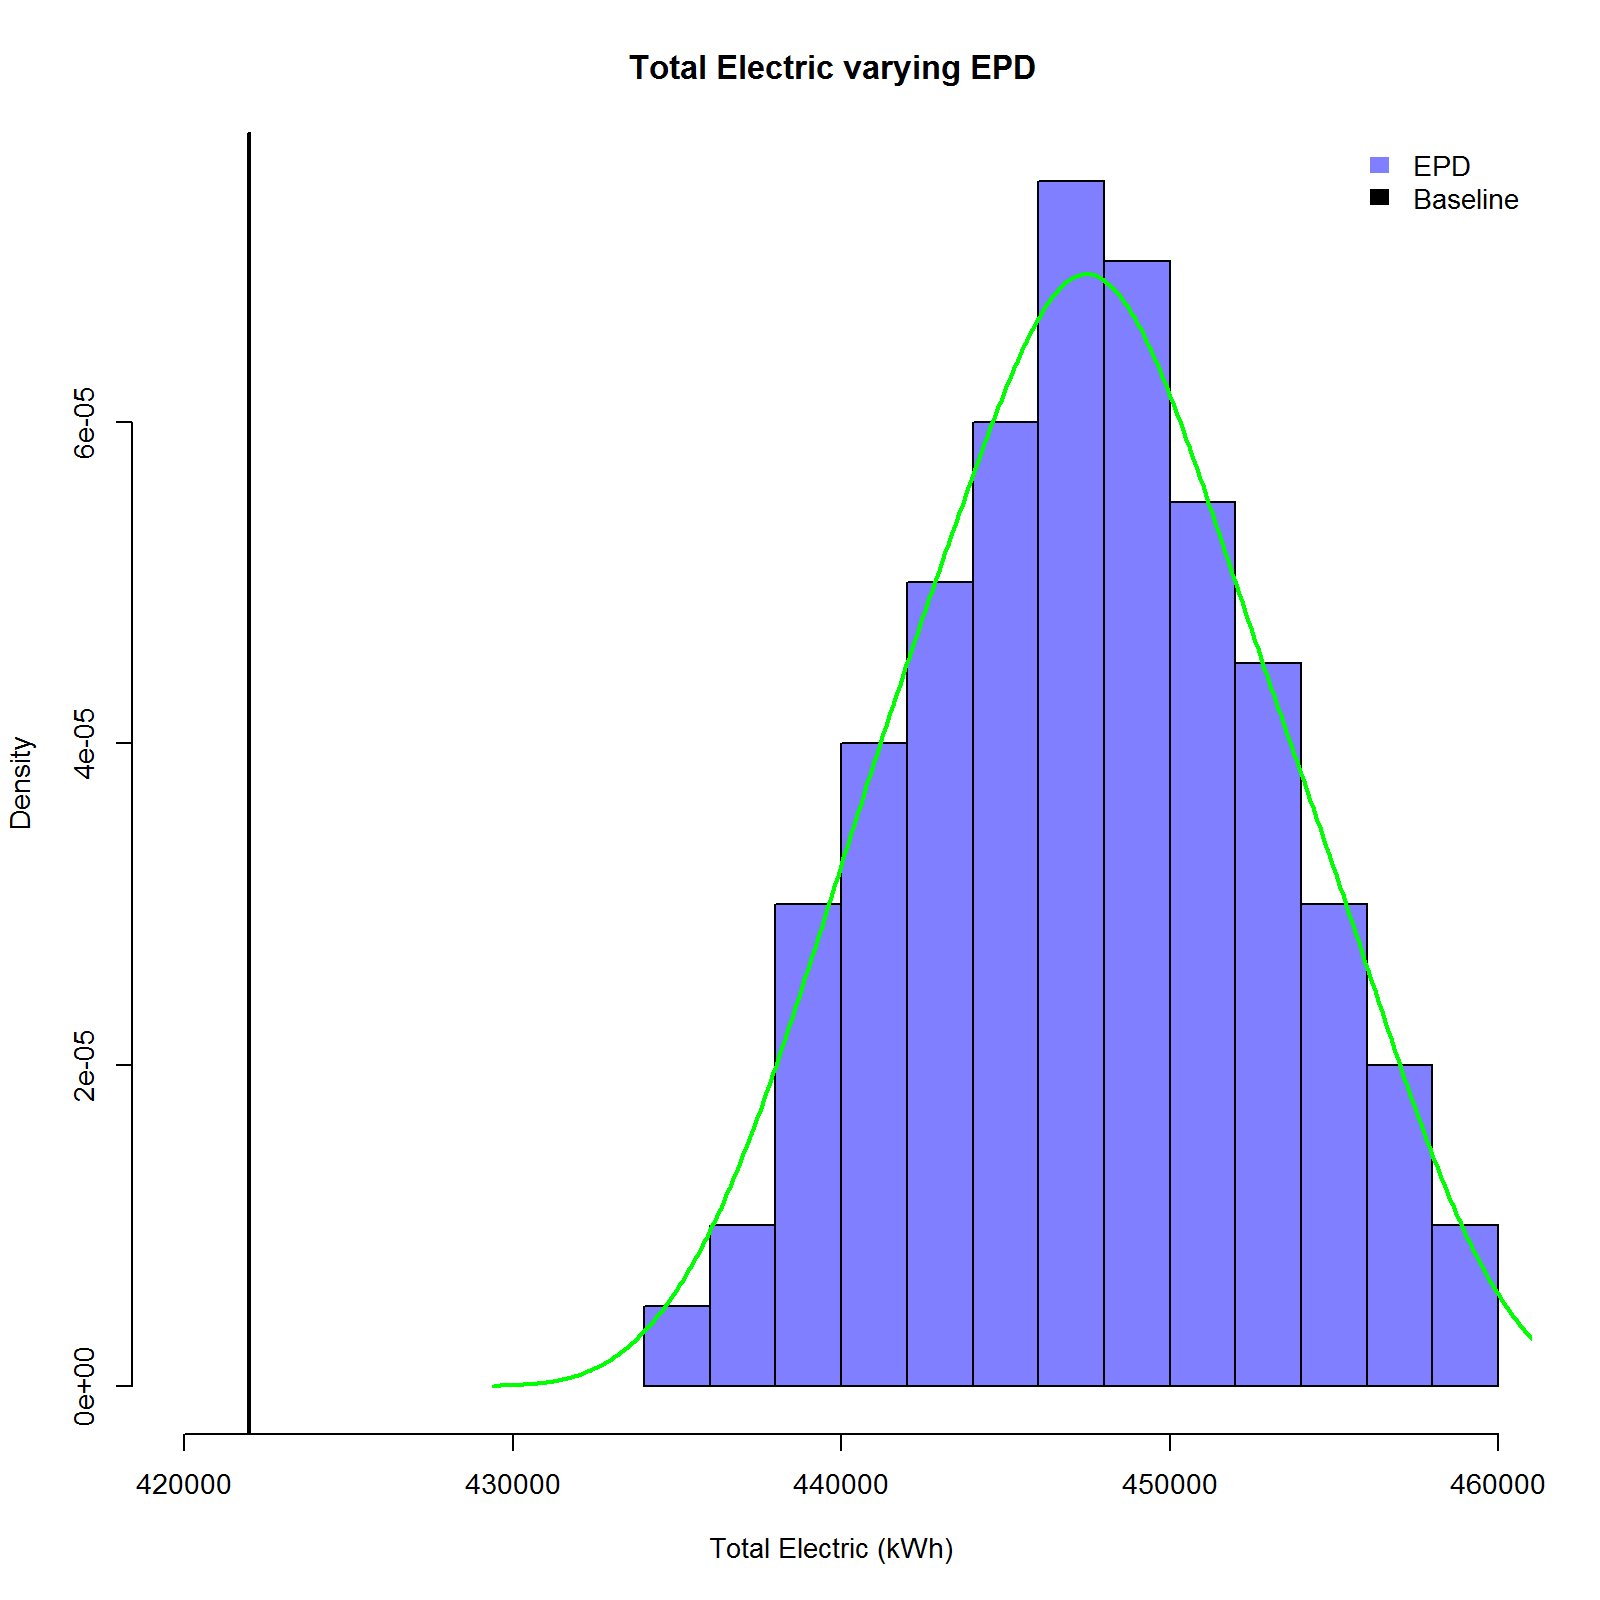 Total Electric varying EPD
EPD
Baseline
Density
6e-05
4e-05
2e-05
0e+00
420000 430000 440000 450000 460000
Total Electric (kWh)